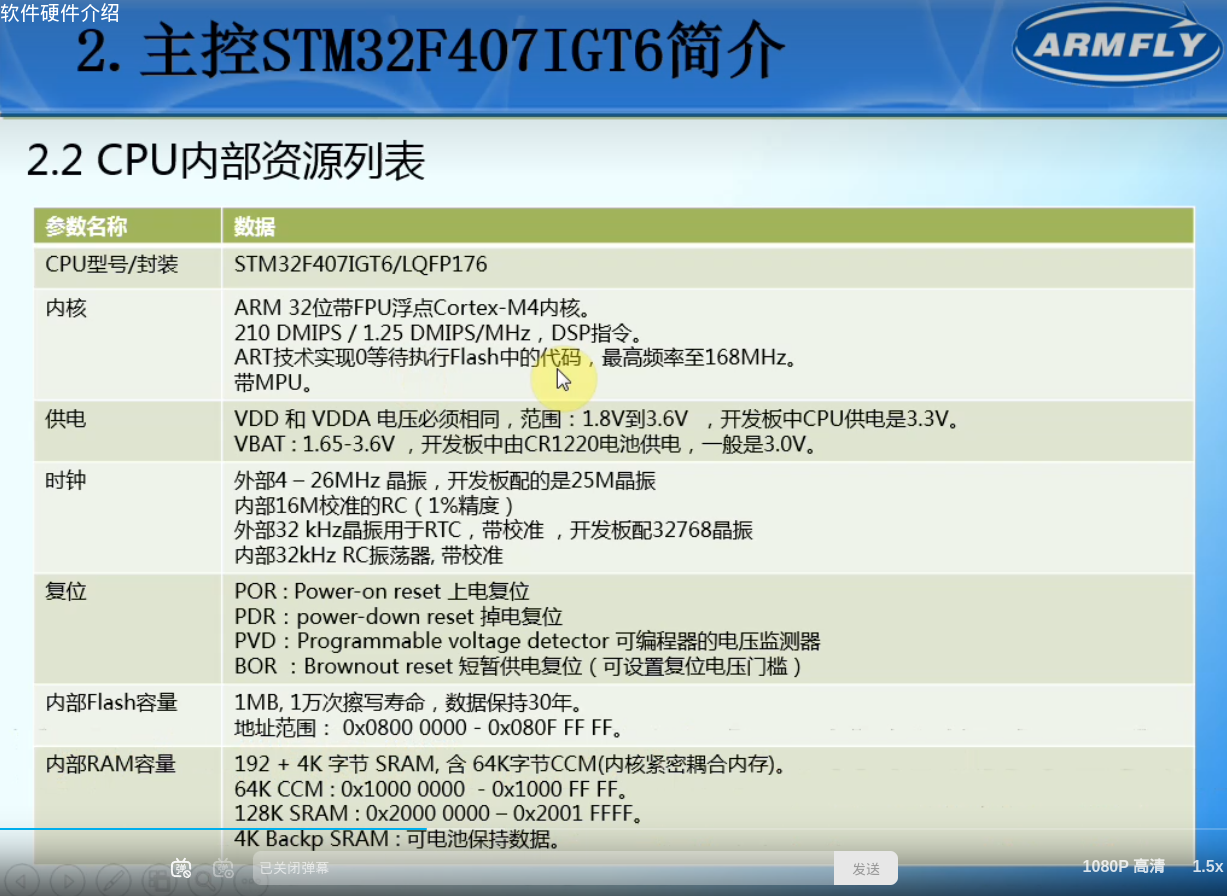 软件硬件介绍
2.主控STM32F407IGT6简介
ARMFLY
2.2 CPU内部资源列表
参数名称 数据
CPU型号/封装 STM32F407IGT6/LQFP176
内核 ARM 32位带FPU浮点Cortex-M4内核。
210 DMIPS / 1.25 DMIPS/MHz，DSP指令。
ART技术实现0等待执行Flash中的代码，最高频率至168MHz。
带MPU。
供电 VDD 和 VDDA 电压必须相同，范围：1.8V到3.6V ，开发板中CPU供电是3.3V。
VBAT : 1.65-3.6V ，开发板中由CR1220电池供电，一般是3.0V。
时钟 外部4 – 26MHz 晶振，开发板配的是25M晶振
内部16M校准的RC（1%精度）
外部32 kHz晶振用于RTC，带校准 ，开发板配32768晶振
内部32kHz RC振荡器, 带校准
复位 POR : Power-on reset 上电复位
PDR：power-down reset 掉电复位
PVD：Programmable voltage detector 可编程器的电压监测器
BOR ：Brownout reset 短暂供电复位（可设置复位电压门槛）
内部Flash容量 1MB, 1万次擦写寿命，数据保持30年。
地址范围： 0x0800 0000 - 0x080F FF FF。
内部RAM容量 192 + 4K 字节 SRAM, 含 64K字节CCM(内核紧密耦合内存)。
64K CCM : 0x1000 0000 - 0x1000 FF FF。
128K SRAM : 0x2000 0000 – 0x2001 FFFF。
4K Backp SRAM : 可电池保持数据。
弹 弹 已关闭弹幕 发送 1080P 高清 1.5x